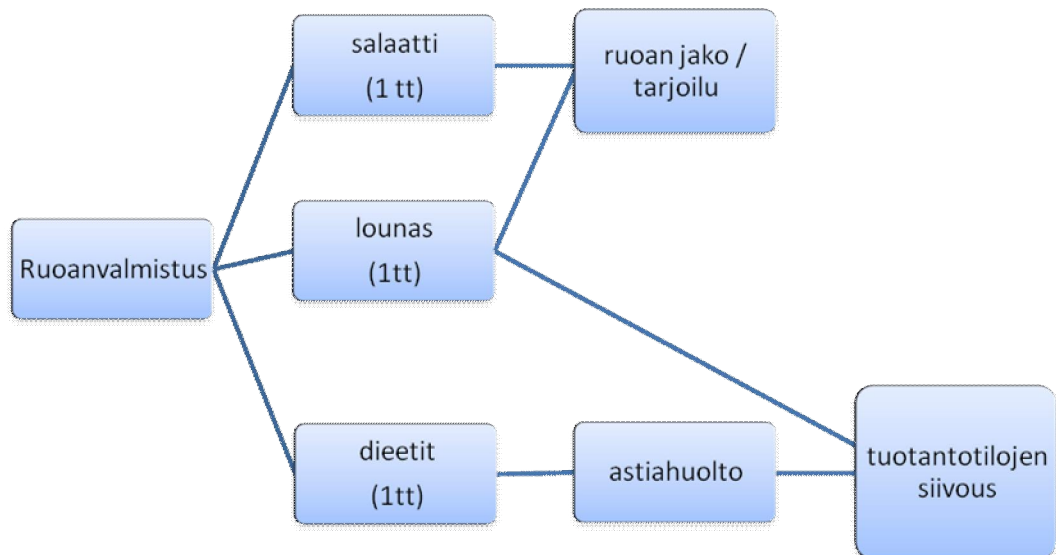 Ruoanvalmistus
salaatti
(1 tt)
ruoan jako /
tarjoilu
lounas
(1tt)
dieetit
(1tt)
astiahuolto
tuotantotilojen
siivous